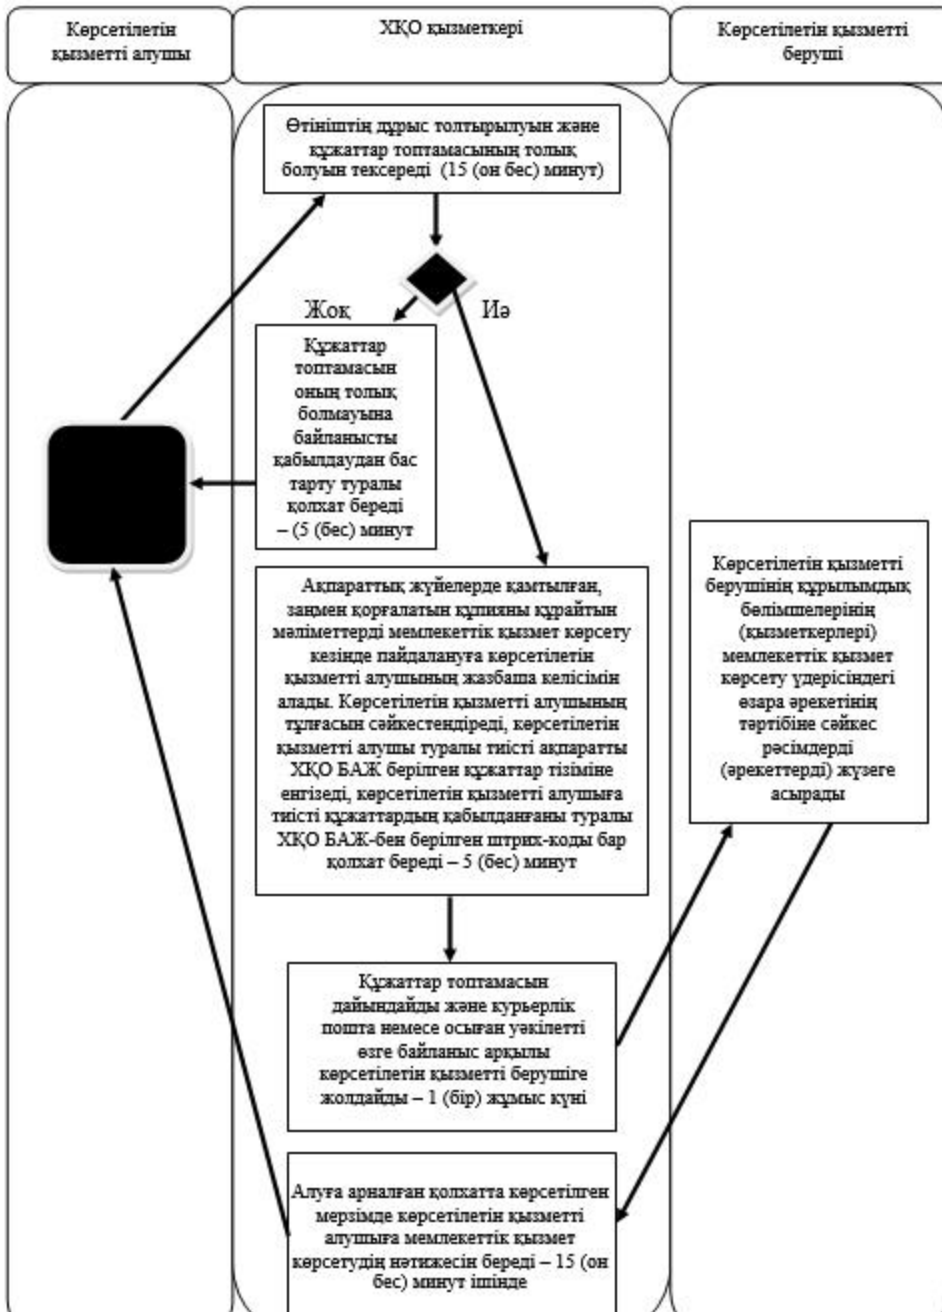 Көрсетілетін
қызметті алушы
ХҚО қызметкері
Көрсетілетін қызметті
беруші
Өтініштің дұрыс толтырылуын және
құжаттар топтамасының толық
болуын тексереді (15 (он бес) минут)
Жоқ
Иә
Құжаттар
топтамасын
оның толық
болмауына
байланысты
қабылдаудан бас
тарту туралы
қолхат береді
– (5 (бес) минут
Ақпараттық жүйелерде қамтылған,
заңмен қорғалатын құпияны құрайтын
мәліметтерді мемлекеттік қызмет көрсету
кезінде пайдалануға көрсетілетін
қызметті алушының жазбаша келісімін
алады. Көрсетілетін қызметті алушының
тұлғасын сәйкестендіреді, көрсетілетін
қызметті алушы туралы тиісті ақпаратты
ХҚО БАЖ берілген құжаттар тізіміне
енгізеді, көрсетілетін қызметті алушыға
тиісті құжаттардың қабылданғаны туралы
ХҚО БАЖ-бен берілген штрих-коды бар
қолхат береді – 5 (бес) минут
Көрсетілетін қызметті
берушінің құрылымдық
бөлімшелерінің
(қызметкерлері)
мемлекеттік қызмет
көрсету үдерісіндегі
өзара әрекетінің
тәртібіне сәйкес
рәсімдерді
(әрекеттерді) жүзеге
асырады
Құжаттар топтамасын
дайындайды және курьерлік
пошта немесе осыған уәкілетті
өзге байланыс арқылы
көрсетілетін қызметті берушіге
жолдайды – 1 (бір) жұмыс күні
Алуға арналған қолхатта көрсетілген
мерзімде көрсетілетін қызметті
алушыға мемлекеттік қызмет
көрсетудің нәтижесін береді – 15 (он
бес) минут ішінде